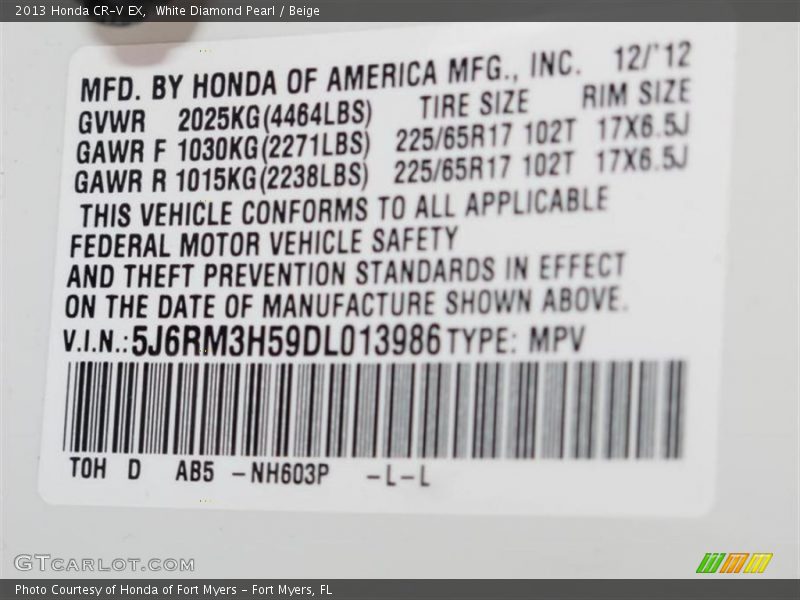 2013 Honda CR-V EX,  White Diamond Pearl / Beige
MFD. BY HONDA OF AMERICA MFG., INC. 12/'12
GVWR 2025KG(4464LBS) TIRE SIZE RIM SIZE
GAWR F 1030KG(2271LBS) 225/65R17 102T 17X6.5J
GAWR R 1015KG(2238LBS) 225/65R17 102T 17X6.5J
THIS VEHICLE CONFORMS TO ALL APPLICABLE
FEDERAL MOTOR VEHICLE SAFETY
AND THEFT PREVENTION STANDARDS IN EFFECT
ON THE DATE OF MANUFACTURE SHOWN ABOVE.
V.I.N.:5J6RM3H59DL013986 TYPE: MPV
TOH D AB5 -NH603P -L-L
GTCARLOT.COM
Photo Courtesy of Honda of Fort Myers - Fort Myers, FL